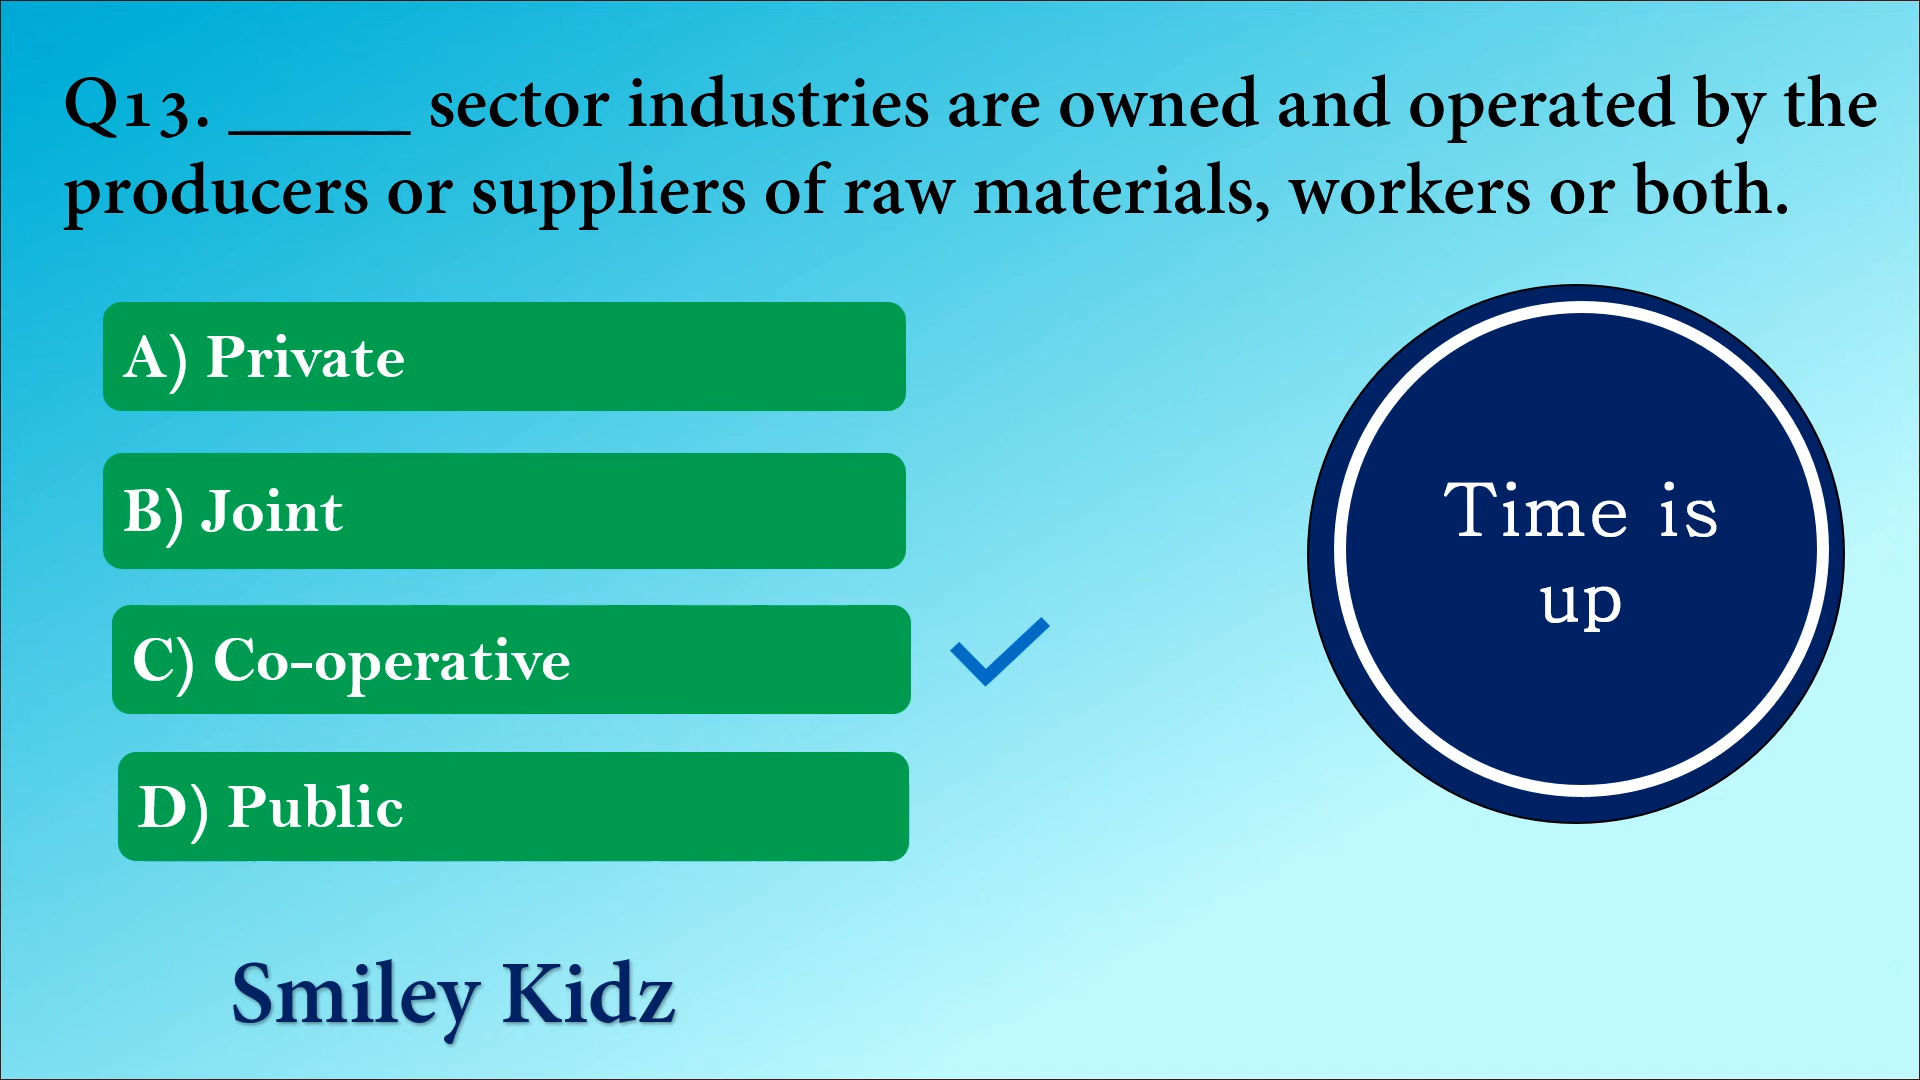 Q13. _____ sector industries are owned and operated by the
producers or suppliers of raw materials, workers or both.
A) Private
B) Joint
C) Co-operative
D) Public
Time is
up
Smiley Kidz